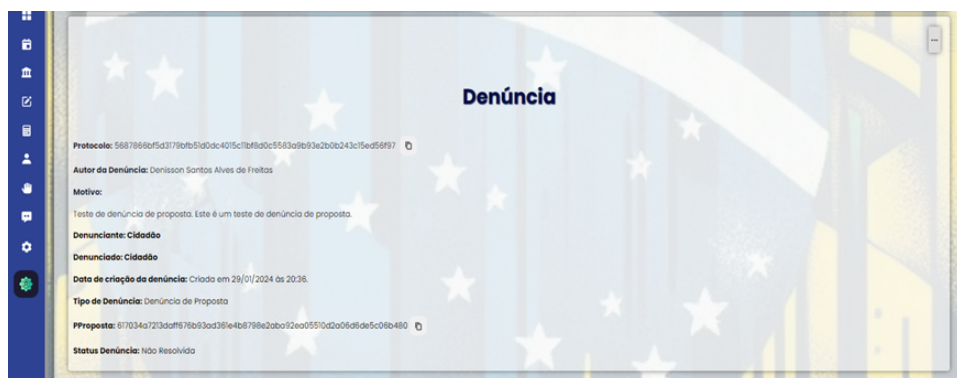 Denúncia
Protocolo: 5687866bf5d3179bfb51d0dc4015c11bf8d0c5583a9b93e2b0b243c15ed56f97
Autor da Denúncia: Denisson Santos Alves de Freitas
Motivo:
Teste de denúncia de proposta. Este é um teste de denúncia de proposta.
Denunciante: Cidadão
Denunciado: Cidadão
Data de criação da denúncia: Criada em 29/01/2024 às 20:36.
Tipo de Denúncia: Denúncia de Proposta
PProposta: 617034a7213daff676b93ad361e4b8798e2aba92ea05510d2a06d6de5c06b480
Status Denúncia: Não Resolvida